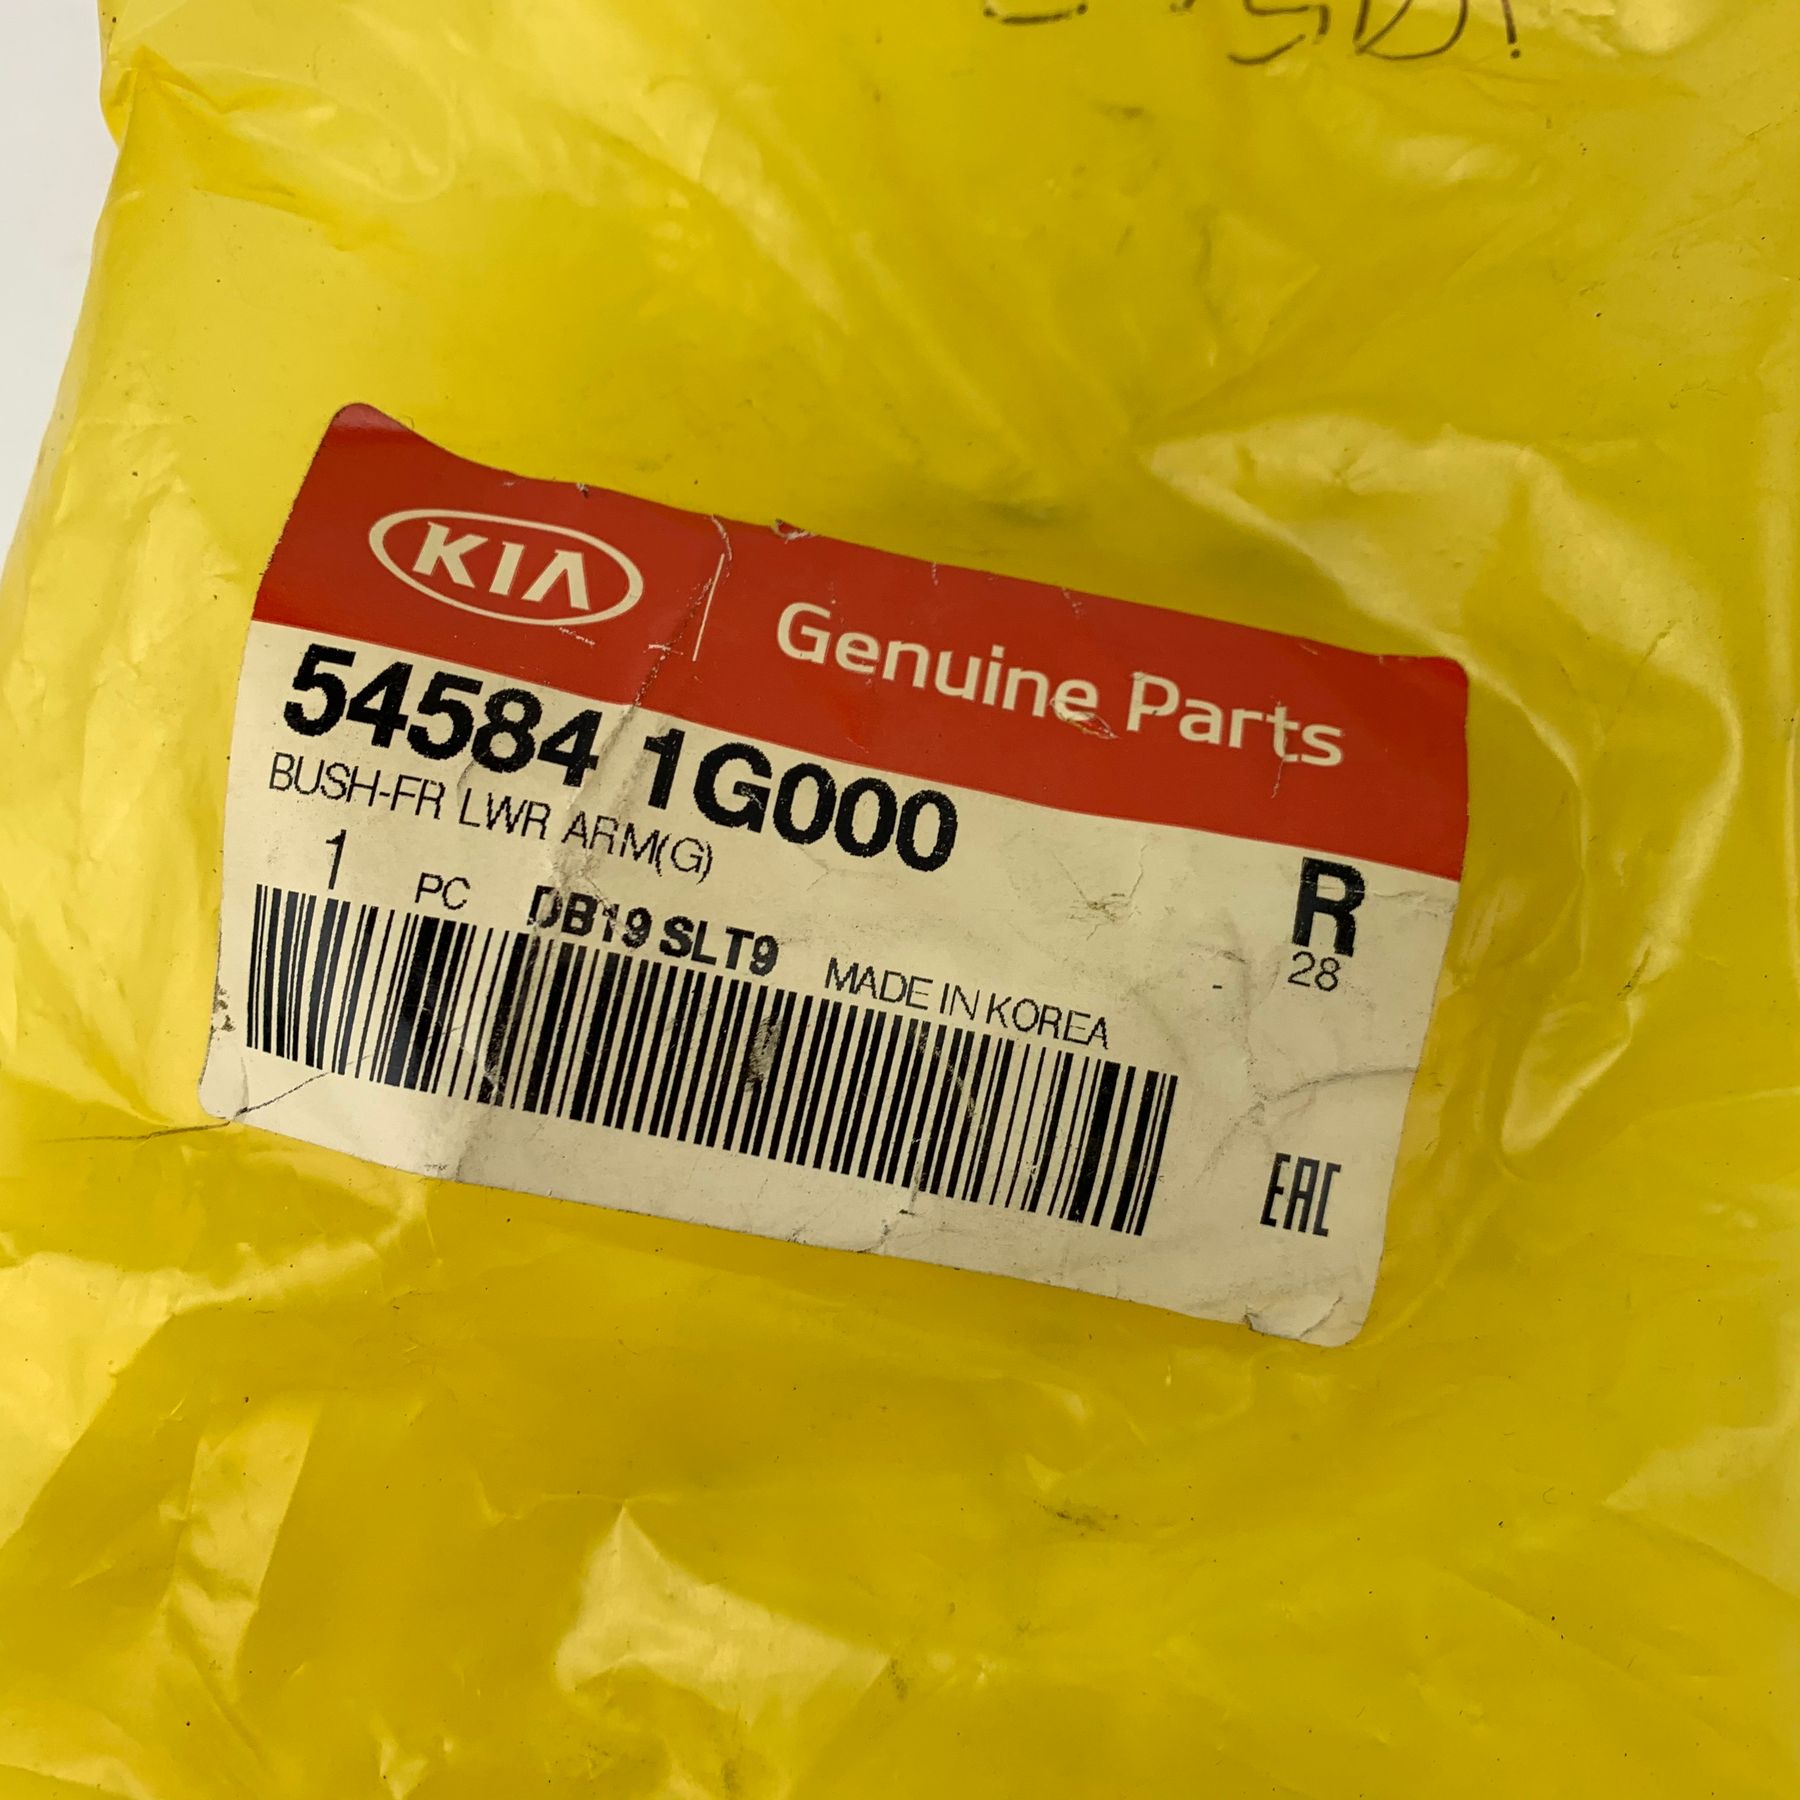 KIA
Genuine Parts
54584 1G000
BUSH-FR LWR ARM(G)
1 PC DB19 SLT9
MADE IN KOREA
R
28
EAC